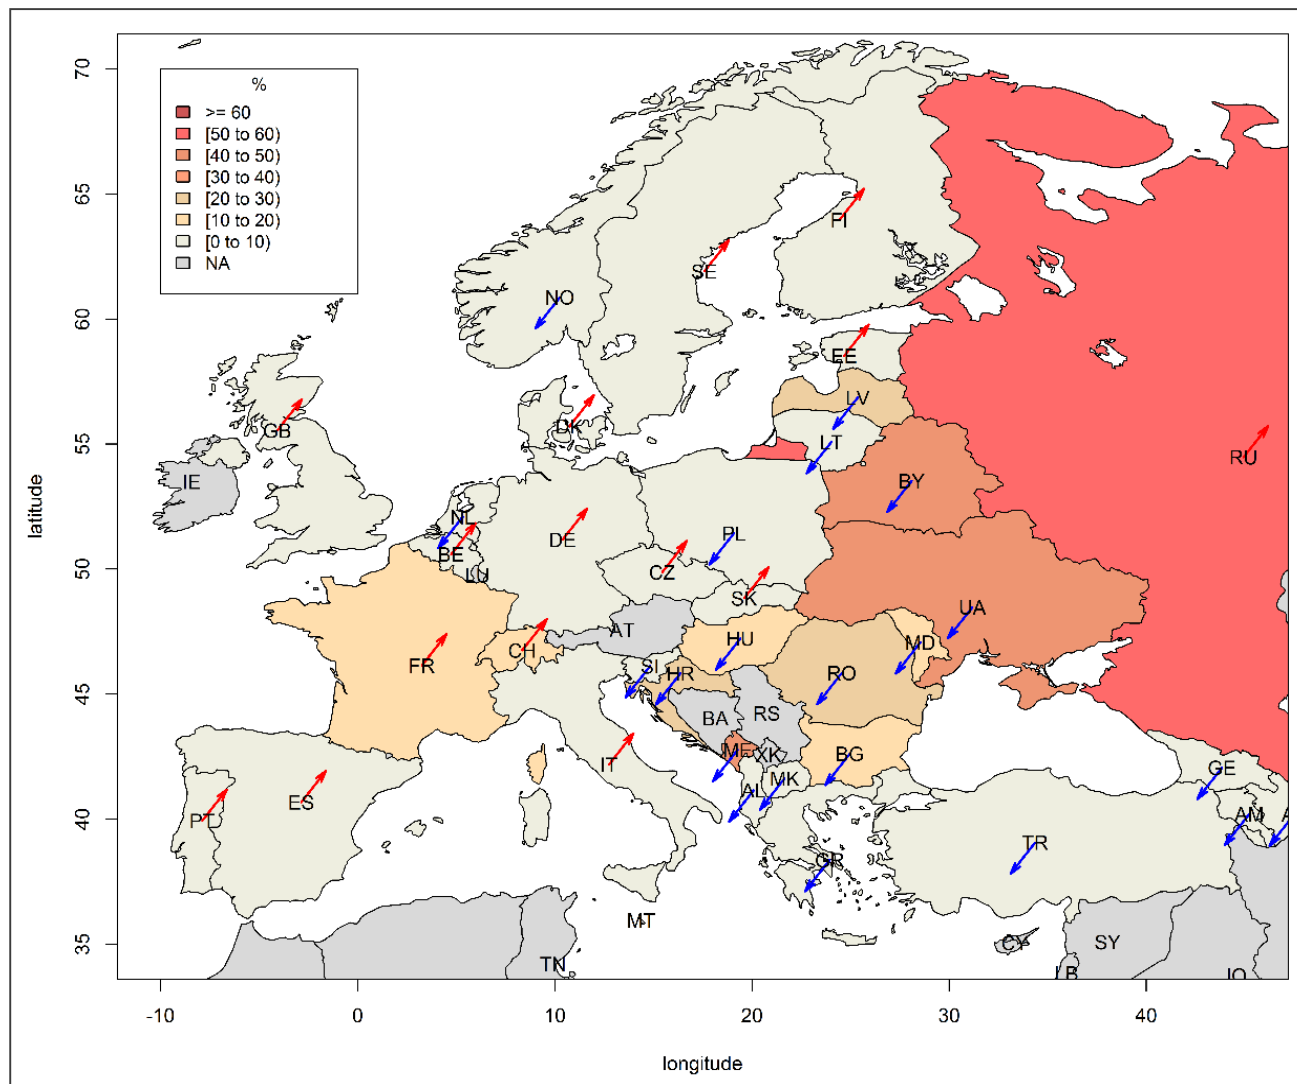 %
>= 60
[50 to 60)
[40 to 50)
[30 to 40)
[20 to 30)
[10 to 20)
[0 to 10)
NA
70
65
60
55
50
45
40
35
latitude
FI
SE
NO
EE
LV
GB
DK
LT
RU
IE
BY
NL
PL
DE
BE
CZ
LU
SK
UA
AT
HU
MD
CH
FR
SI
HR
RO
BA
RS
ME
XK
BG
IT
MK
GE
AL
ES
PT
AM
A
TR
GR
MT
CY
SY
TN
LB
-10
0
10
20
30
40
longitude